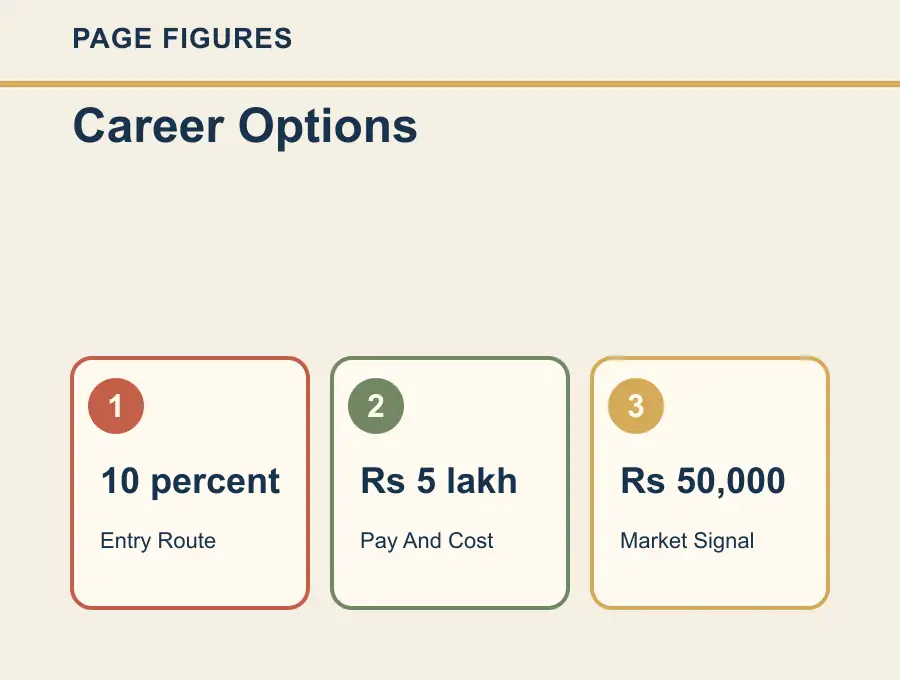 PAGE FIGURES
Career Options
1
10 percent
Entry Route
2
Rs 5 lakh
Pay And Cost
3
Rs 50,000
Market Signal